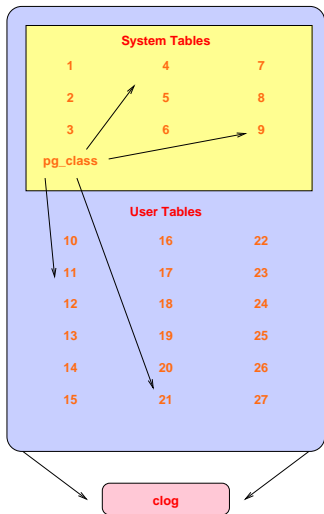 System Tables
1 4 7
2 5 8
3 6 9
pg_class
User Tables
10 16 22
11 17 23
12 18 24
13 19 25
14 20 26
15 21 27
clog